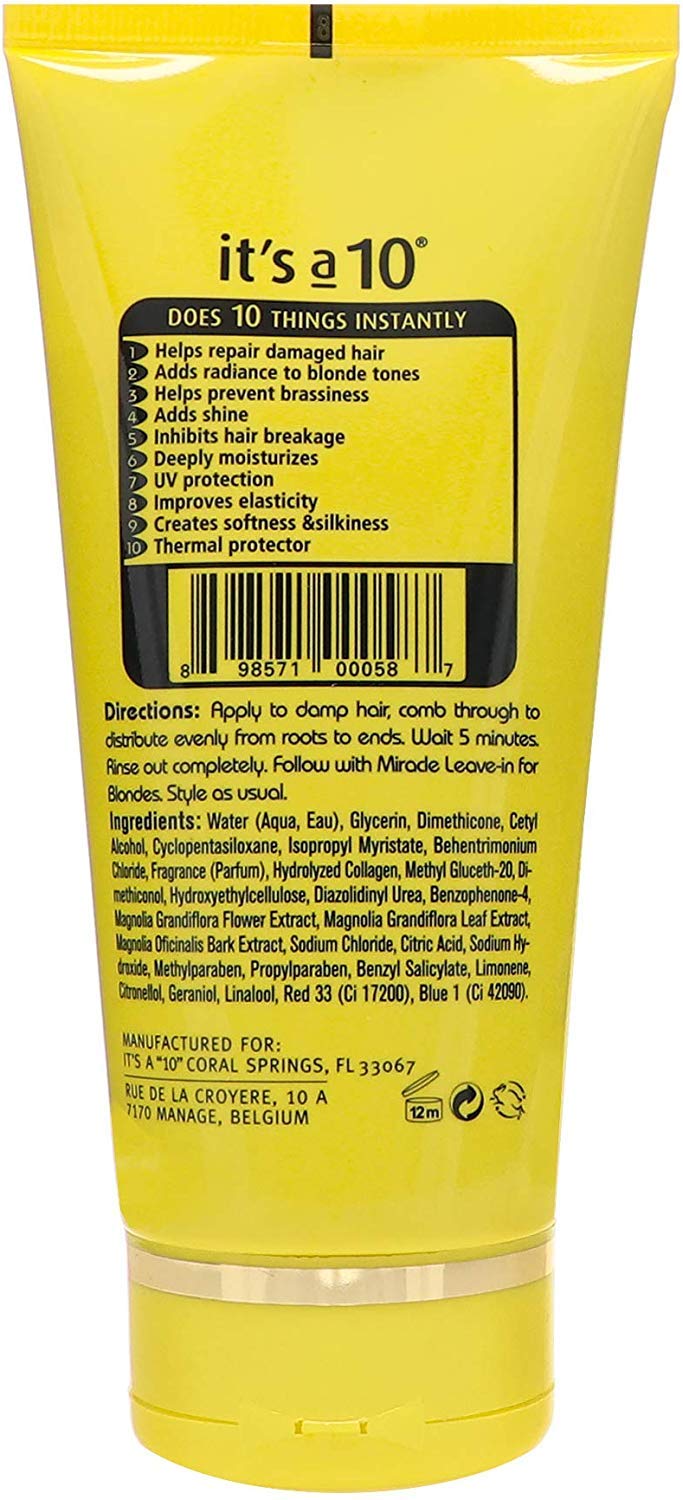 it's a 10®
DOES 10 THINGS INSTANTLY
1 Helps repair damaged hair
2 Adds radiance to blonde tones
3 Helps prevent brassiness
4 Adds shine
5 Inhibits hair breakage
6 Deeply moisturizes
7 UV protection
8 Improves elasticity
9 Creates softness &silkiness
10 Thermal protector
8 98571 00058 7
Directions: Apply to damp hair, comb through to
distribute evenly from roots to ends. Wait 5 minutes.
Rinse out completely. Follow with Miracle Leave-in for
Blondes. Style as usual.
Ingredients: Water (Aqua, Eau), Glycerin, Dimethicone, Cetyl
Alcohol, Cyclopentasiloxane, Isopropyl Myristate, Behentrimonium
Chloride, Fragrance (Parfum), Hydrolyzed Collagen, Methyl Gluceth-20, Di-
methiconol, Hydroxyethylcellulose, Diazolidinyl Urea, Benzophenone-4,
Magnolia Grandiflora Flower Extract, Magnolia Grandiflora Leaf Extract,
Magnolia Oficinalis Bark Extract, Sodium Chloride, Citric Acid, Sodium Hy-
droxide, Methylparaben, Propylparaben, Benzyl Salicylate, Limonene,
Citronellol, Geraniol, Linalool, Red 33 (Ci 17200), Blue 1 (Ci 42090).
MANUFACTURED FOR:
IT'S A "10" CORAL SPRINGS, FL 33067
RUE DE LA CROYERE, 10 A
7170 MANAGE, BELGIUM
12m